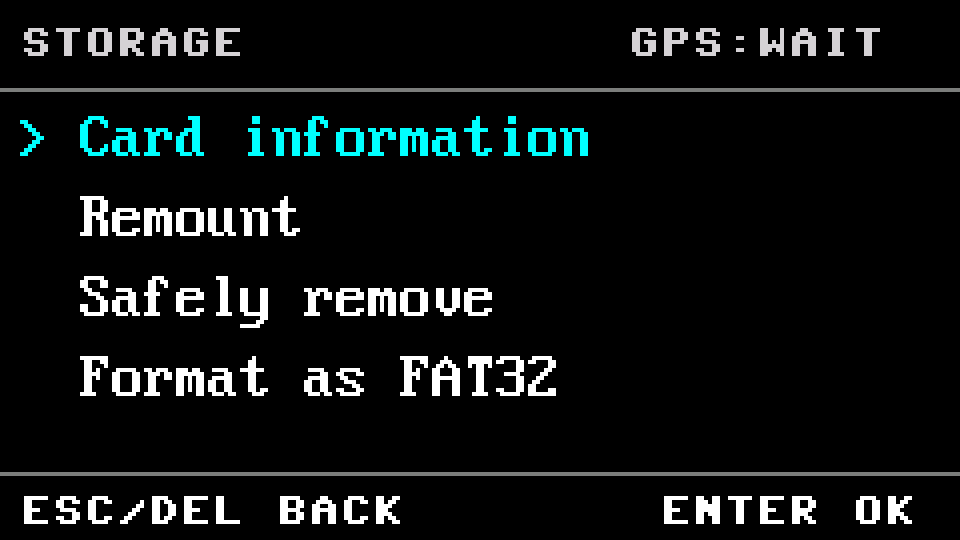 STORAGE GPS:WAIT
> Card information
Remount
Safely remove
Format as FAT32
ESC/DEL BACK ENTER OK